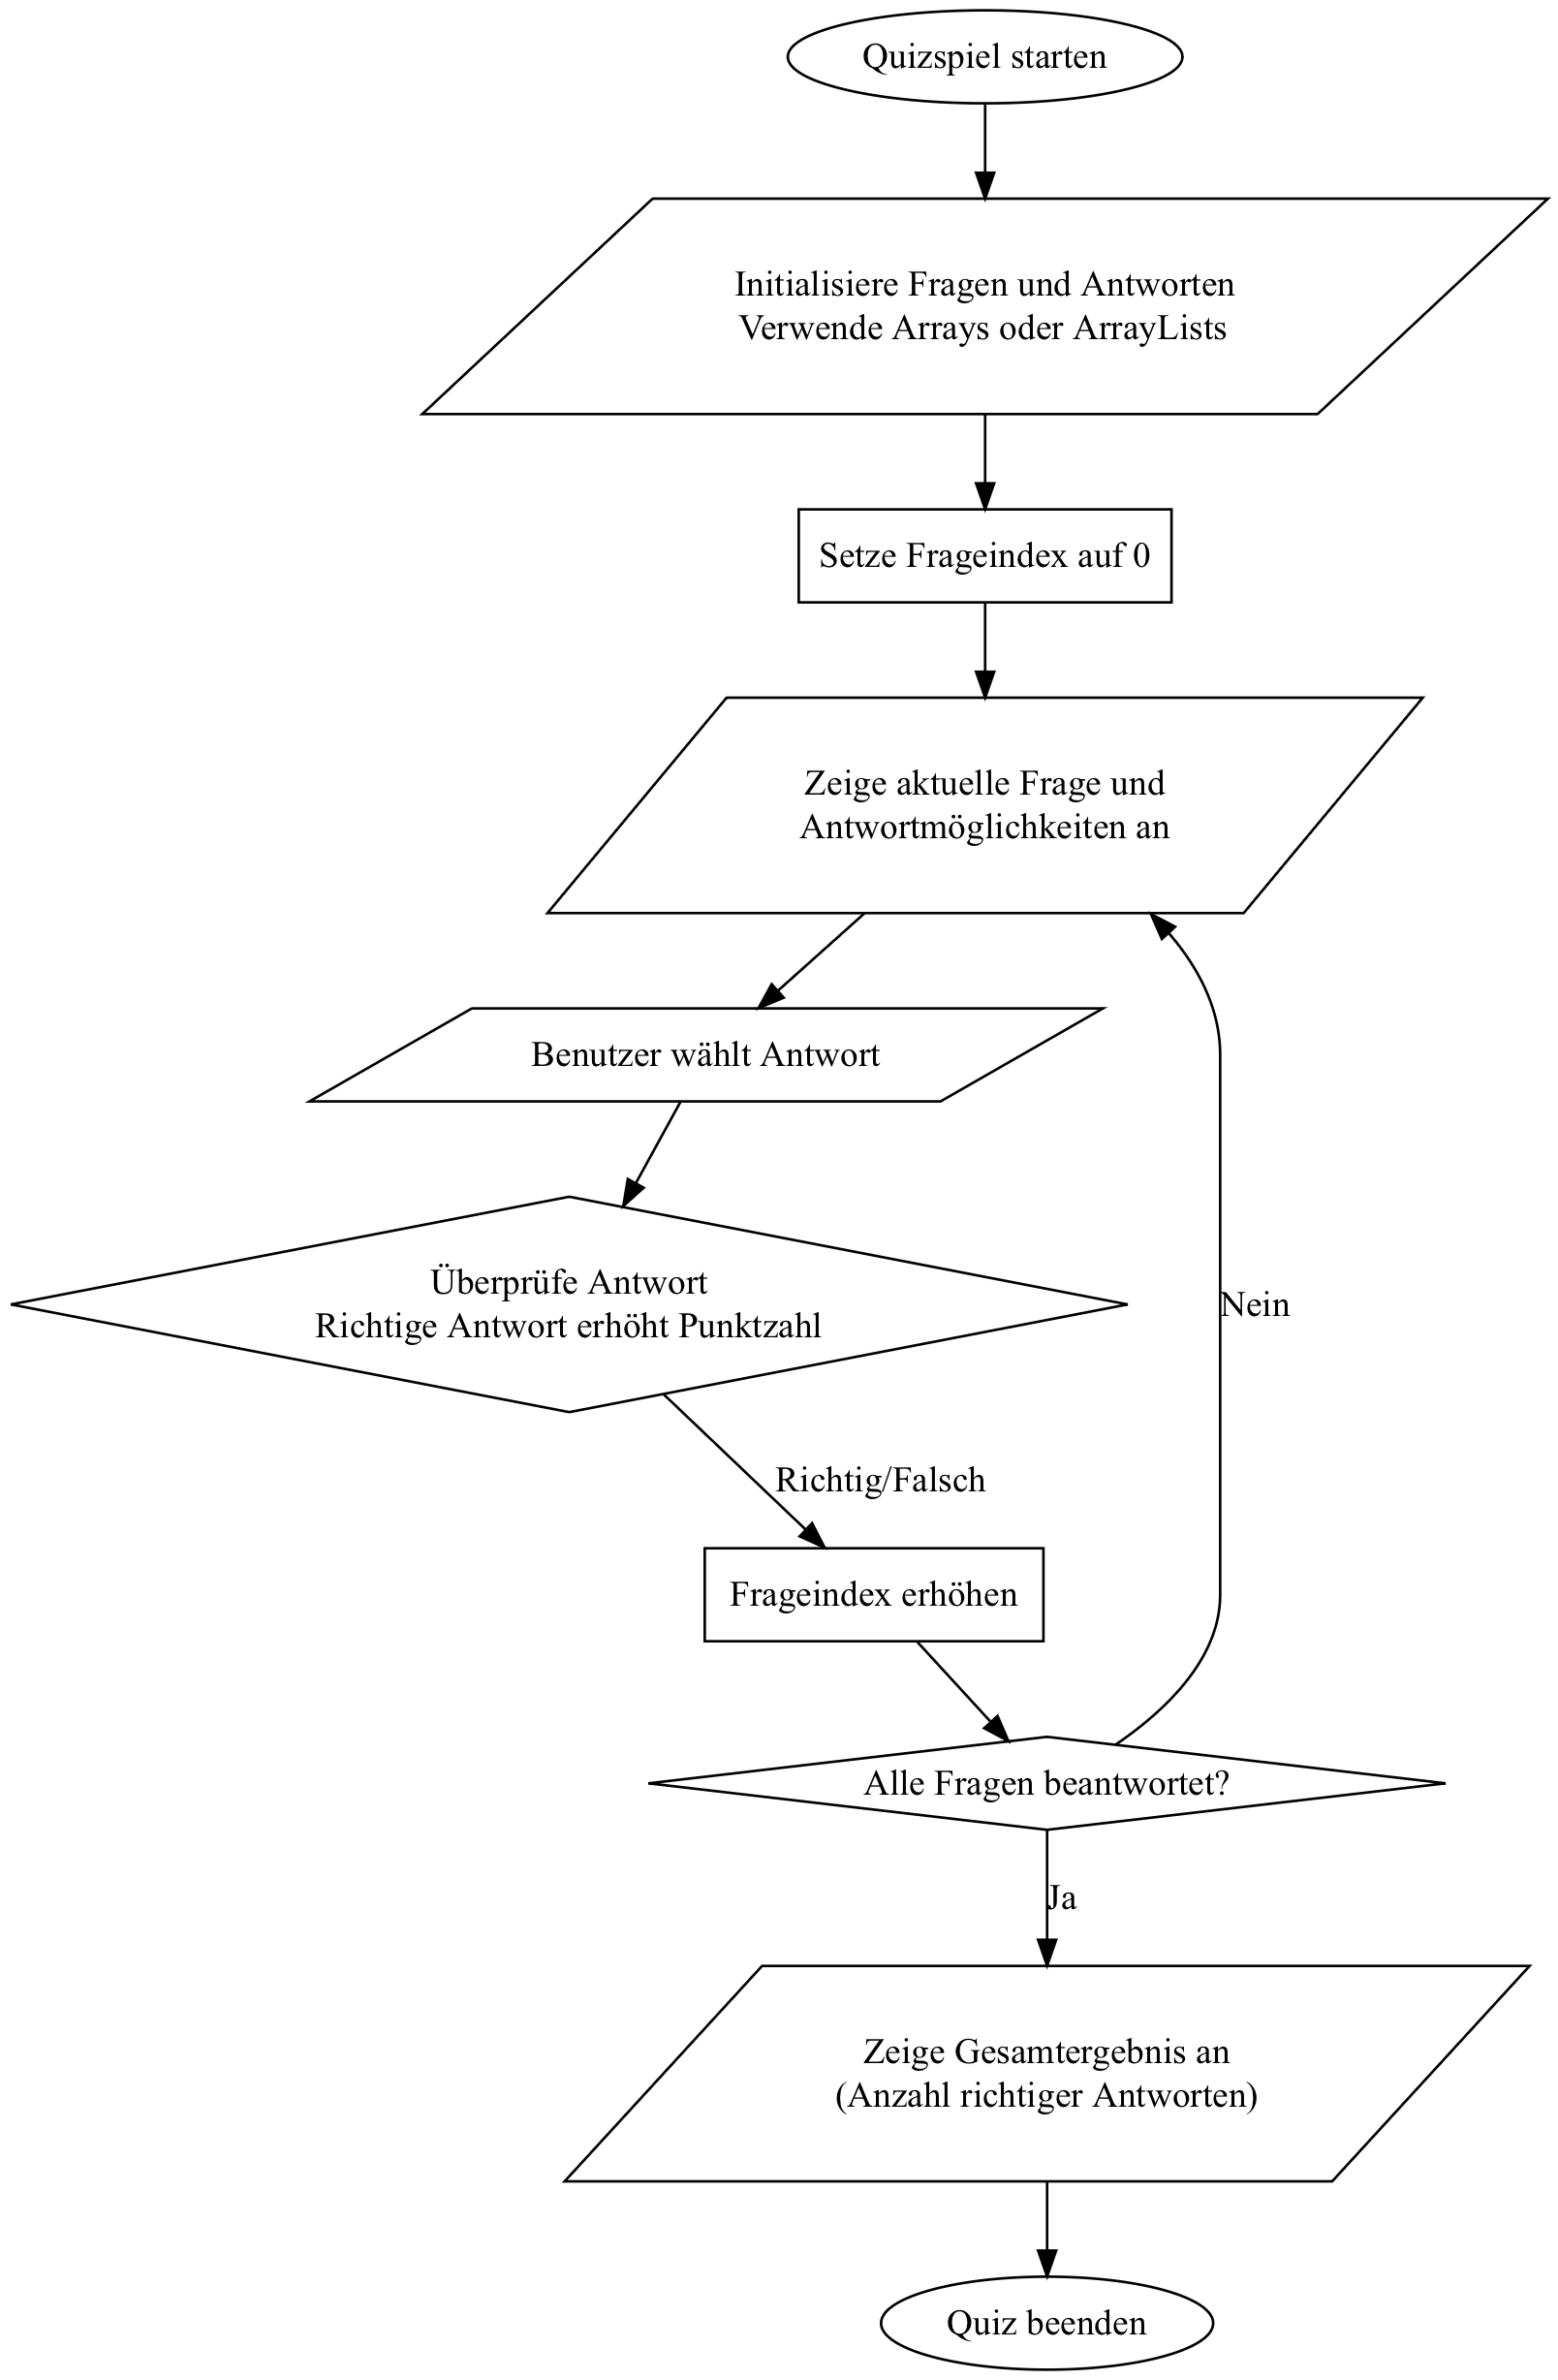 Quizspiel starten
Initialisiere Fragen und Antworten
Verwende Arrays oder ArrayLists
Setze Frageindex auf 0
Zeige aktuelle Frage und
Antwortmöglichkeiten an
Benutzer wählt Antwort
Überprüfe Antwort
Richtige Antwort erhöht Punktzahl
Nein
Richtig/Falsch
Frageindex erhöhen
Alle Fragen beantwortet?
Ja
Zeige Gesamtergebnis an
(Anzahl richtiger Antworten)
Quiz beenden